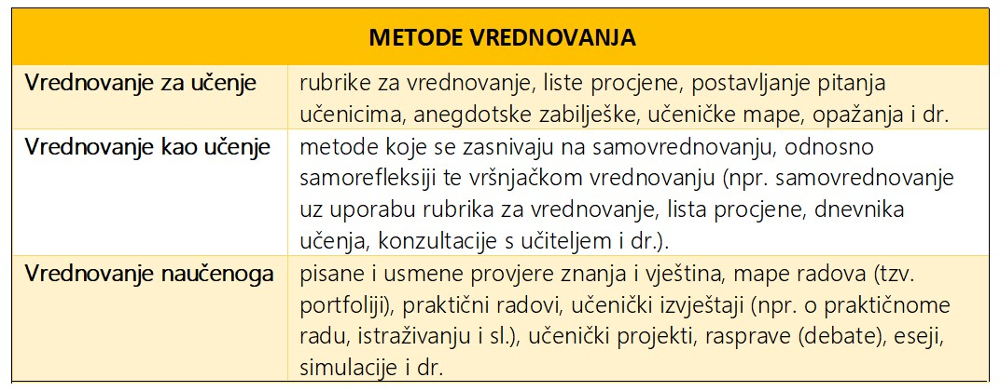 METODE VREDNOVANJA
Vrednovanje za učenje
rubrike za vrednovanje, liste procjene, postavljanje pitanja
učenicima, anegdotske zabilješke, učeničke mape, opažanja i dr.
Vrednovanje kao učenje
metode koje se zasnivaju na samovrednovanju, odnosno
samorefleksiji te vršnjačkom vrednovanju (npr. samovrednovanje
uz uporabu rubrika za vrednovanje, lista procjene, dnevnika
učenja, konzultacije s učiteljem i dr.).
Vrednovanje naučenoga
pisane i usmene provjere znanja i vještina, mape radova (tzv.
portfoliji), praktični radovi, učenički izvještaji (npr. o praktičnome
radu, istraživanju i sl.), učenički projekti, rasprave (debate), eseji,
simulacije i dr.